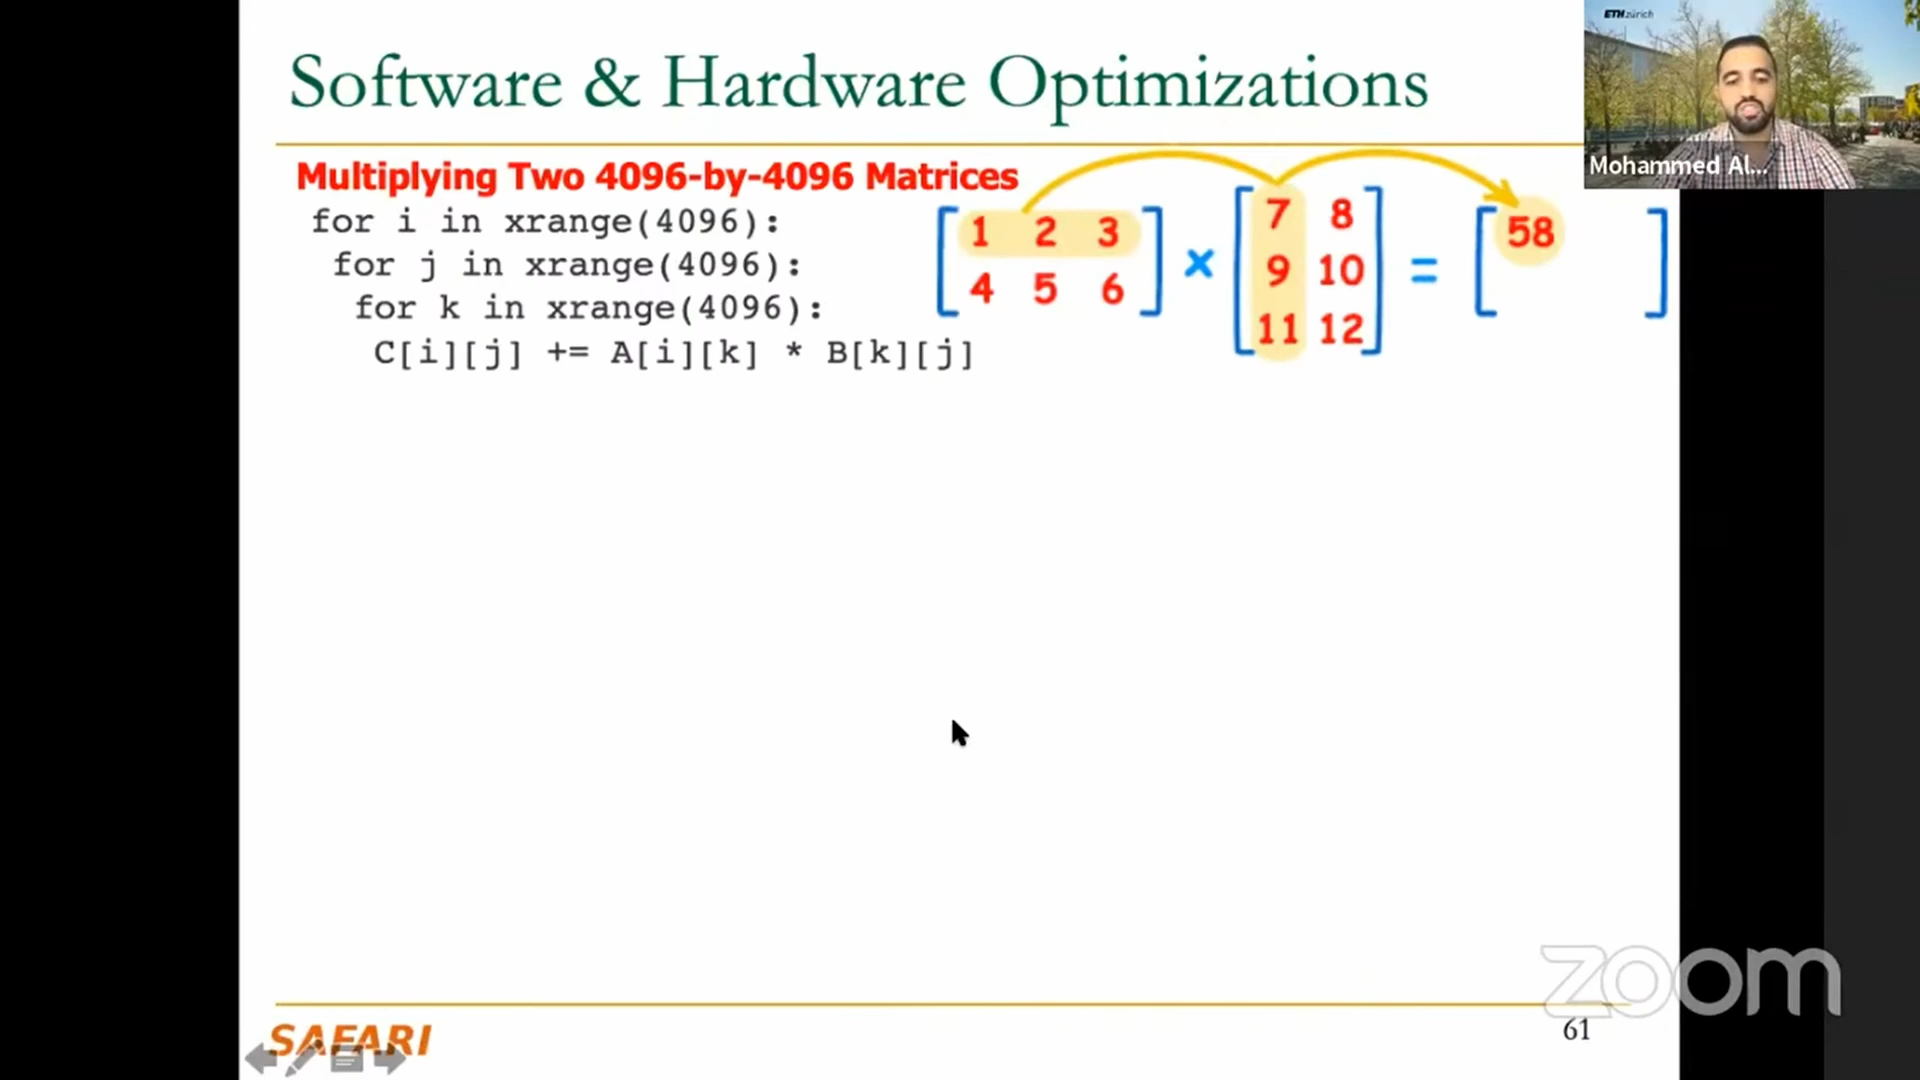 Software & Hardware Optimizations
ETH zürich
Mohammed Al...
Multiplying Two 4096-by-4096 Matrices
for i in xrange(4096):
for j in xrange(4096):
for k in xrange(4096):
C[i][j] += A[i][k] * B[k][j]
1 2 3
4 5 6
×
7 8
9 10
11 12
=
58
zoom
SAFARI
61